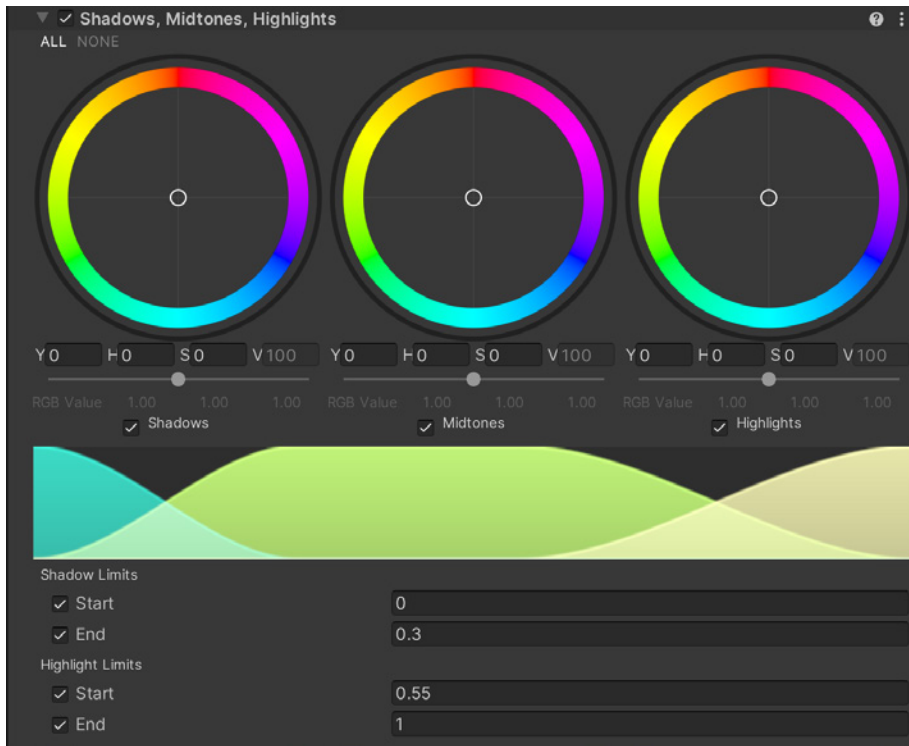 Shadows, Midtones, Highlights
ALL NONE
Y 0 H 0 S 0 V 100 Y 0 H 0 S 0 V 100 Y 0 H 0 S 0 V 100
RGB Value 1.00 1.00 1.00 RGB Value 1.00 1.00 1.00 RGB Value 1.00 1.00 1.00
Shadows Midtones Highlights
Shadow Limits
Start 0
End 0.3
Highlight Limits
Start 0.55
End 1